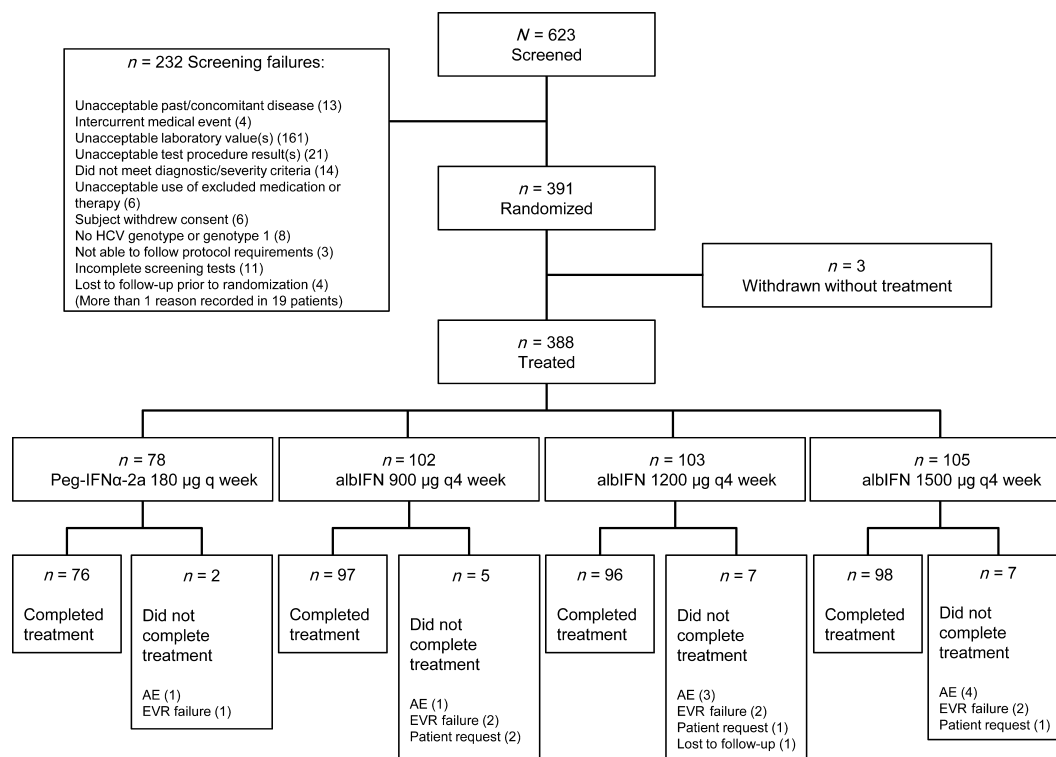 N = 623
Screened
n = 232 Screening failures:
Unacceptable past/concomitant disease (13)
Intercurrent medical event (4)
Unacceptable laboratory value(s) (161)
Unacceptable test procedure result(s) (21)
Did not meet diagnostic/severity criteria (14)
Unacceptable use of excluded medication or
therapy (6)
Subject withdrew consent (6)
No HCV genotype or genotype 1 (8)
Not able to follow protocol requirements (3)
Incomplete screening tests (11)
Lost to follow-up prior to randomization (4)
(More than 1 reason recorded in 19 patients)
n = 391
Randomized
n = 3
Withdrawn without treatment
n = 388
Treated
n = 78
Peg-IFNα-2a 180 µg q week
n = 102
albIFN 900 µg q4 week
n = 103
albIFN 1200 µg q4 week
n = 105
albIFN 1500 µg q4 week
n = 76
Completed
treatment
n = 2
Did not
complete
treatment
AE (1)
EVR failure (1)
n = 97
Completed
treatment
n = 5
Did not
complete
treatment
AE (1)
EVR failure (2)
Patient request (2)
n = 96
Completed
treatment
n = 7
Did not
complete
treatment
AE (3)
EVR failure (2)
Patient request (1)
Lost to follow-up (1)
n = 98
Completed
treatment
n = 7
Did not
complete
treatment
AE (4)
EVR failure (2)
Patient request (1)